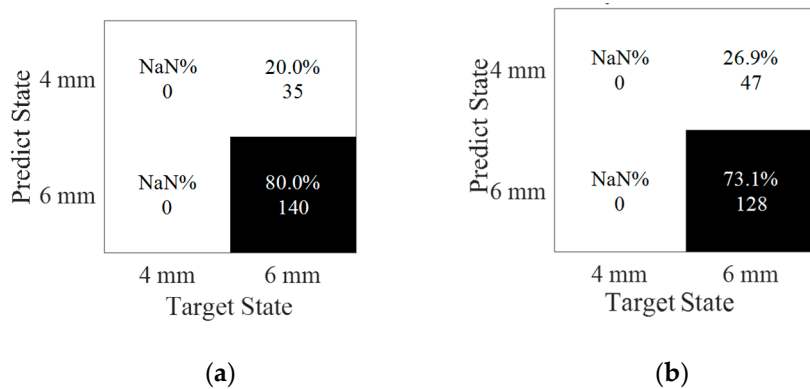 Predict State
4 mm
6 mm
NaN%
0
20.0%
35
NaN%
0
80.0%
140
4 mm
6 mm
Target State
(a)
Predict State
4 mm
6 mm
NaN%
0
26.9%
47
NaN%
0
73.1%
128
4 mm
6 mm
Target State
(b)